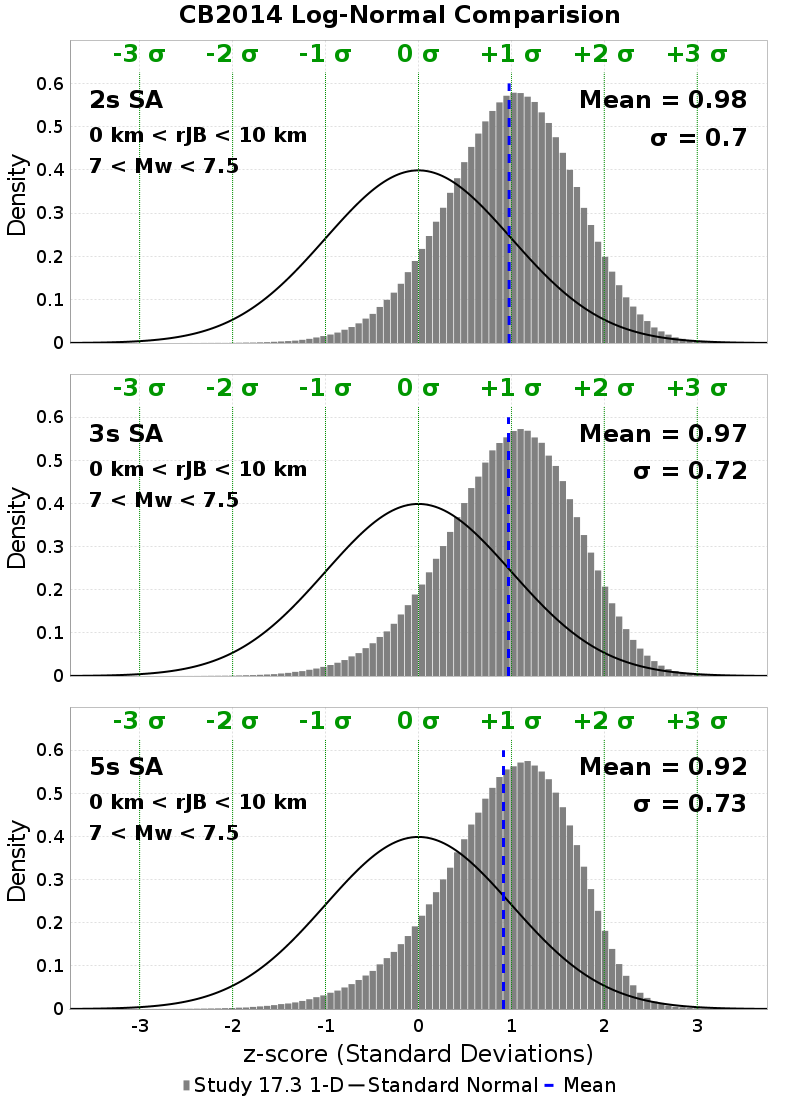 CB2014 Log-Normal Comparision
-3 σ -2 σ -1 σ 0 σ +1 σ +2 σ +3 σ
2s SA
0 km < rJB < 10 km
7 < Mw < 7.5
Mean = 0.98
σ = 0.7
0.6
0.5
0.4
0.3
0.2
0.1
0
Density
-3 σ -2 σ -1 σ 0 σ +1 σ +2 σ +3 σ
3s SA
0 km < rJB < 10 km
7 < Mw < 7.5
Mean = 0.97
σ = 0.72
0.6
0.5
0.4
0.3
0.2
0.1
0
Density
-3 σ -2 σ -1 σ 0 σ +1 σ +2 σ +3 σ
5s SA
0 km < rJB < 10 km
7 < Mw < 7.5
Mean = 0.92
σ = 0.73
0.6
0.5
0.4
0.3
0.2
0.1
0
Density
-3 -2 -1 0 1 2 3
z-score (Standard Deviations)
Study 17.3 1-D Standard Normal Mean